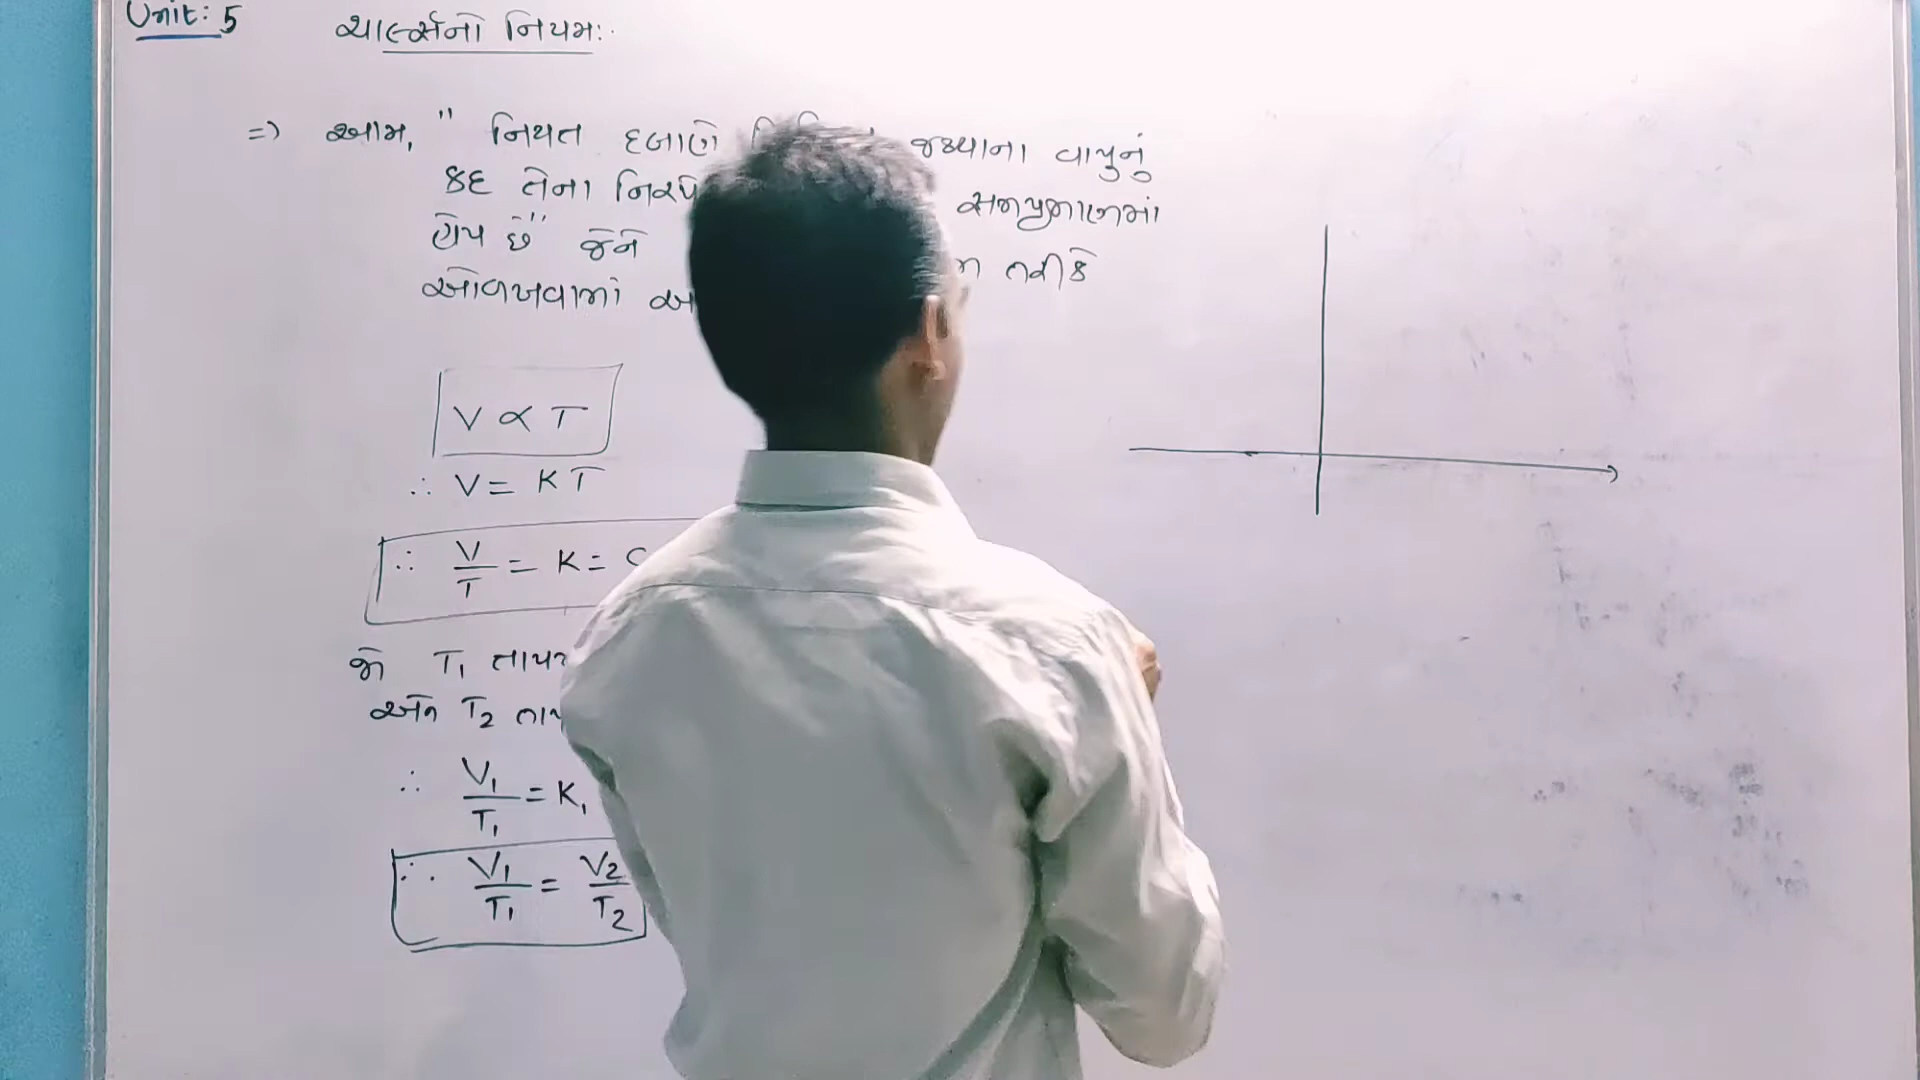 Unit: 5
ચાર્લ્સનો નિયમ:
=> આમ, " નિયત દબાણે જથ્થાના વાયુનું
કદ તેના સમપ્રમાણમાં
હોય છે" જેને તરીકે
ઓળખવામાં
V ∝ T
∴ V = KT
∴ V/T = K =
જો T₁
અને T₂
∴ V₁/T₁ = K₁
∴ V₁/T₁ = V₂/T₂